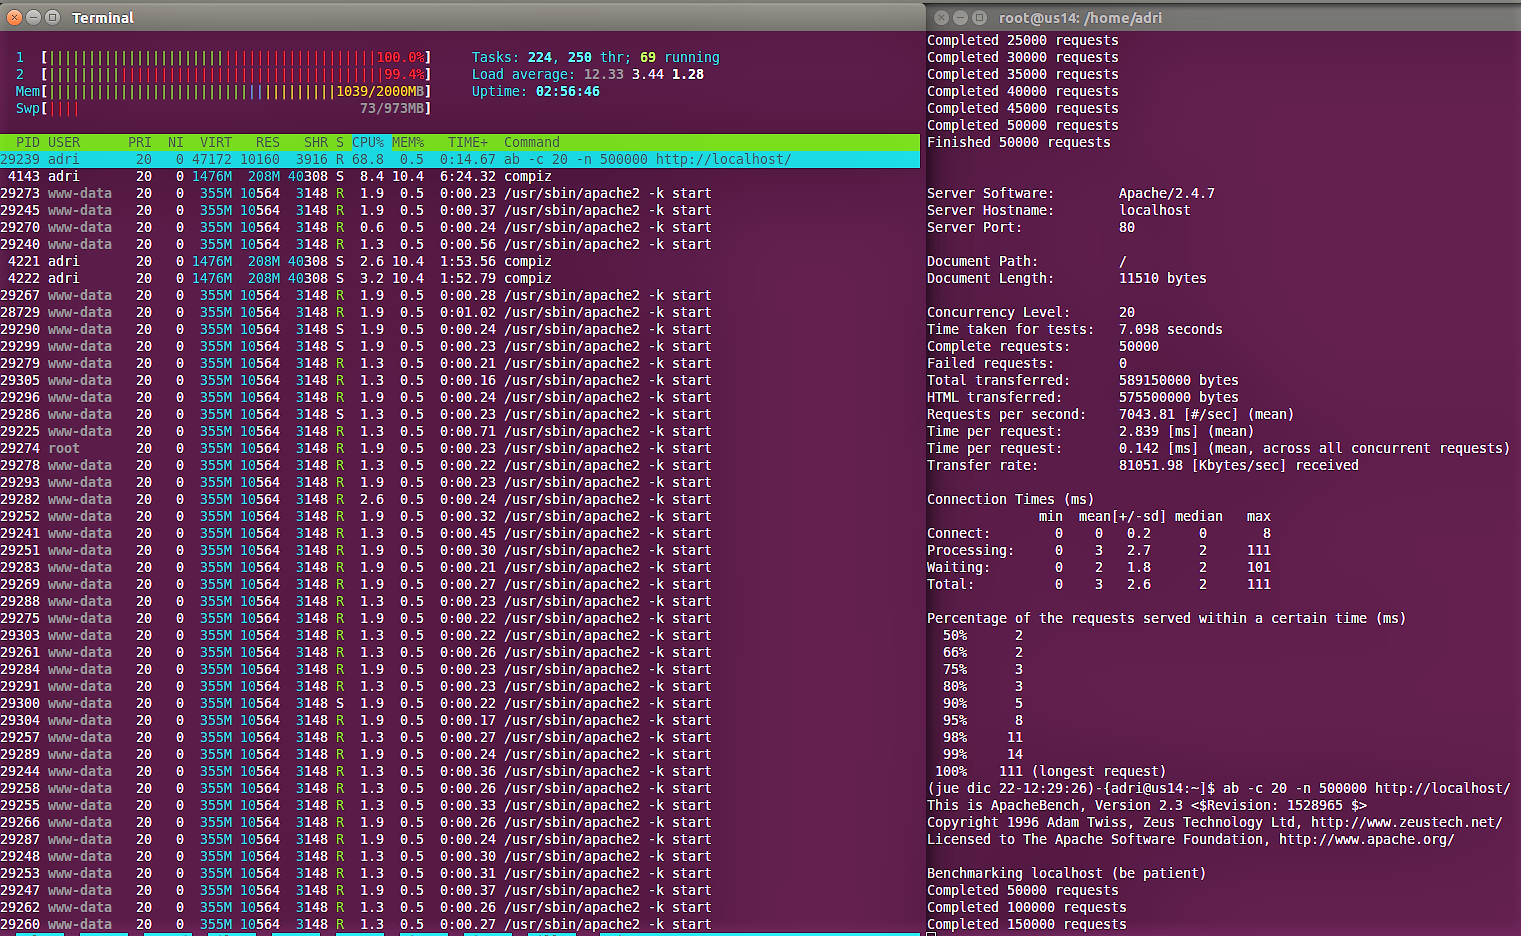 Terminal
1 [100.0%]
2 [99.4%]
Mem[1039/2000MB]
Swp[73/973MB]
Tasks: 224, 250 thr; 69 running
Load average: 12.33 3.44 1.28
Uptime: 02:56:46
PID USER PRI NI VIRT RES SHR S CPU% MEM% TIME+ Command
29239 adri 20 0 47172 10160 3916 R 68.8 0.5 0:14.67 ab -c 20 -n 500000 http://localhost/
4143 adri 20 0 1476M 208M 40308 S 8.4 10.4 6:24.32 compiz
29273 www-data 20 0 355M 10564 3148 R 1.9 0.5 0:00.23 /usr/sbin/apache2 -k start
29245 www-data 20 0 355M 10564 3148 R 1.9 0.5 0:00.37 /usr/sbin/apache2 -k start
29270 www-data 20 0 355M 10564 3148 R 0.6 0.5 0:00.24 /usr/sbin/apache2 -k start
29240 www-data 20 0 355M 10564 3148 R 1.3 0.5 0:00.56 /usr/sbin/apache2 -k start
4221 adri 20 0 1476M 208M 40308 S 2.6 10.4 1:53.56 compiz
4222 adri 20 0 1476M 208M 40308 S 3.2 10.4 1:52.79 compiz
29267 www-data 20 0 355M 10564 3148 R 1.9 0.5 0:00.28 /usr/sbin/apache2 -k start
28729 www-data 20 0 355M 10564 3148 R 1.9 0.5 0:01.02 /usr/sbin/apache2 -k start
29290 www-data 20 0 355M 10564 3148 S 1.9 0.5 0:00.24 /usr/sbin/apache2 -k start
29299 www-data 20 0 355M 10564 3148 S 1.9 0.5 0:00.23 /usr/sbin/apache2 -k start
29279 www-data 20 0 355M 10564 3148 R 1.3 0.5 0:00.21 /usr/sbin/apache2 -k start
29305 www-data 20 0 355M 10564 3148 R 1.3 0.5 0:00.16 /usr/sbin/apache2 -k start
29296 www-data 20 0 355M 10564 3148 R 1.9 0.5 0:00.24 /usr/sbin/apache2 -k start
29286 www-data 20 0 355M 10564 3148 S 1.3 0.5 0:00.23 /usr/sbin/apache2 -k start
29225 www-data 20 0 355M 10564 3148 R 1.3 0.5 0:00.71 /usr/sbin/apache2 -k start
29274 root 20 0 355M 10564 3148 R 1.9 0.5 0:00.23 /usr/sbin/apache2 -k start
29278 www-data 20 0 355M 10564 3148 R 1.3 0.5 0:00.22 /usr/sbin/apache2 -k start
29293 www-data 20 0 355M 10564 3148 R 1.9 0.5 0:00.23 /usr/sbin/apache2 -k start
29282 www-data 20 0 355M 10564 3148 R 2.6 0.5 0:00.24 /usr/sbin/apache2 -k start
29252 www-data 20 0 355M 10564 3148 R 1.9 0.5 0:00.32 /usr/sbin/apache2 -k start
29241 www-data 20 0 355M 10564 3148 R 1.3 0.5 0:00.45 /usr/sbin/apache2 -k start
29251 www-data 20 0 355M 10564 3148 R 1.9 0.5 0:00.30 /usr/sbin/apache2 -k start
29283 www-data 20 0 355M 10564 3148 R 1.9 0.5 0:00.21 /usr/sbin/apache2 -k start
29269 www-data 20 0 355M 10564 3148 R 1.9 0.5 0:00.27 /usr/sbin/apache2 -k start
29288 www-data 20 0 355M 10564 3148 R 1.3 0.5 0:00.23 /usr/sbin/apache2 -k start
29275 www-data 20 0 355M 10564 3148 R 1.9 0.5 0:00.22 /usr/sbin/apache2 -k start
29303 www-data 20 0 355M 10564 3148 R 1.3 0.5 0:00.22 /usr/sbin/apache2 -k start
29261 www-data 20 0 355M 10564 3148 R 1.3 0.5 0:00.26 /usr/sbin/apache2 -k start
29284 www-data 20 0 355M 10564 3148 R 1.9 0.5 0:00.23 /usr/sbin/apache2 -k start
29291 www-data 20 0 355M 10564 3148 R 1.3 0.5 0:00.23 /usr/sbin/apache2 -k start
29300 www-data 20 0 355M 10564 3148 S 1.9 0.5 0:00.22 /usr/sbin/apache2 -k start
29304 www-data 20 0 355M 10564 3148 R 1.9 0.5 0:00.17 /usr/sbin/apache2 -k start
29257 www-data 20 0 355M 10564 3148 R 1.3 0.5 0:00.27 /usr/sbin/apache2 -k start
29289 www-data 20 0 355M 10564 3148 R 1.9 0.5 0:00.24 /usr/sbin/apache2 -k start
29244 www-data 20 0 355M 10564 3148 R 1.3 0.5 0:00.36 /usr/sbin/apache2 -k start
29258 www-data 20 0 355M 10564 3148 R 1.3 0.5 0:00.26 /usr/sbin/apache2 -k start
29255 www-data 20 0 355M 10564 3148 R 1.3 0.5 0:00.33 /usr/sbin/apache2 -k start
29266 www-data 20 0 355M 10564 3148 R 1.9 0.5 0:00.26 /usr/sbin/apache2 -k start
29287 www-data 20 0 355M 10564 3148 R 1.9 0.5 0:00.24 /usr/sbin/apache2 -k start
29248 www-data 20 0 355M 10564 3148 R 1.3 0.5 0:00.30 /usr/sbin/apache2 -k start
29253 www-data 20 0 355M 10564 3148 R 1.3 0.5 0:00.31 /usr/sbin/apache2 -k start
29247 www-data 20 0 355M 10564 3148 R 1.9 0.5 0:00.37 /usr/sbin/apache2 -k start
29262 www-data 20 0 355M 10564 3148 R 1.3 0.5 0:00.26 /usr/sbin/apache2 -k start
29260 www-data 20 0 355M 10564 3148 R 1.3 0.5 0:00.27 /usr/sbin/apache2 -k start
root@us14: /home/adri
Completed 25000 requests
Completed 30000 requests
Completed 35000 requests
Completed 40000 requests
Completed 45000 requests
Completed 50000 requests
Finished 50000 requests
Server Software: Apache/2.4.7
Server Hostname: localhost
Server Port: 80
Document Path: /
Document Length: 11510 bytes
Concurrency Level: 20
Time taken for tests: 7.098 seconds
Complete requests: 50000
Failed requests: 0
Total transferred: 589150000 bytes
HTML transferred: 575500000 bytes
Requests per second: 7043.81 [#/sec] (mean)
Time per request: 2.839 [ms] (mean)
Time per request: 0.142 [ms] (mean, across all concurrent requests)
Transfer rate: 81051.98 [Kbytes/sec] received
Connection Times (ms)
min mean[+/-sd] median max
Connect: 0 0 0.2 0 8
Processing: 0 3 2.7 2 111
Waiting: 0 2 1.8 2 101
Total: 0 3 2.6 2 111
Percentage of the requests served within a certain time (ms)
50% 2
66% 2
75% 3
80% 3
90% 5
95% 8
98% 11
99% 14
100% 111 (longest request)
(jue dic 22-12:29:26)-{adri@us14:~]$ ab -c 20 -n 500000 http://localhost/
This is ApacheBench, Version 2.3 <$Revision: 1528965 $>
Copyright 1996 Adam Twiss, Zeus Technology Ltd, http://www.zeustech.net/
Licensed to The Apache Software Foundation, http://www.apache.org/
Benchmarking localhost (be patient)
Completed 50000 requests
Completed 100000 requests
Completed 150000 requests